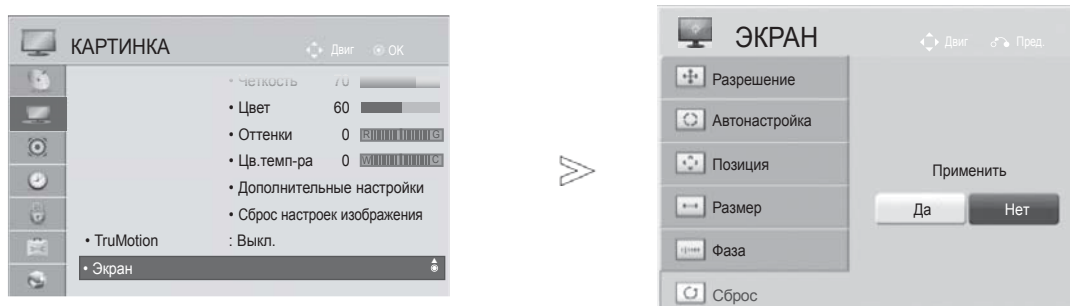 КАРТИНКА
Двиг OK
• Четкость 70
• Цвет 60
• Оттенки 0 R G
• Цв.темп-ра 0 W C
• Дополнительные настройки
• Сброс настроек изображения
• TruMotion : Выкл.
• Экран
ЭКРАН
Двиг Пред.
Разрешение
Автонастройка
Позиция
Размер
Фаза
Сброс
Применить
Да Нет